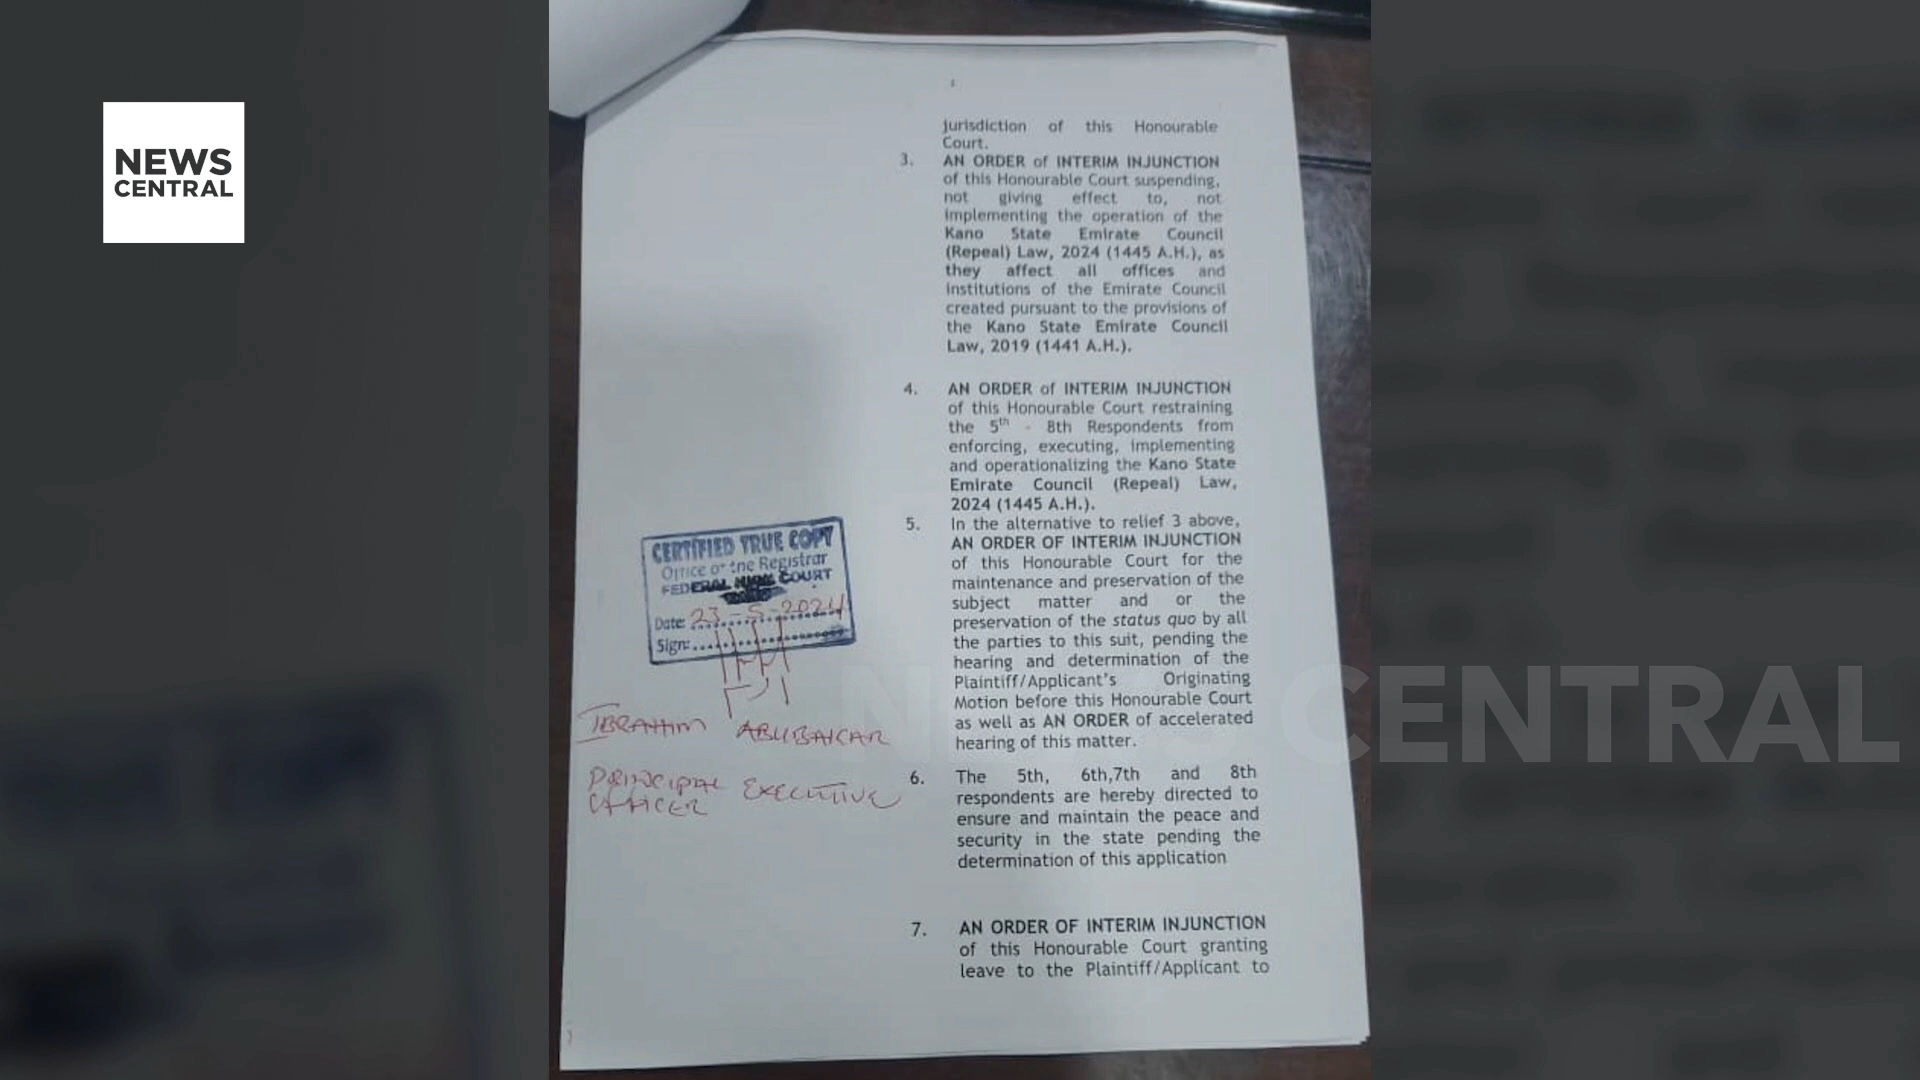 NEWS
CENTRAL
jurisdiction of this Honourable
Court.
3. AN ORDER of INTERIM INJUNCTION
of this Honourable Court suspending,
not giving effect to, not
implementing the operation of the
Kano State Emirate Council
(Repeal) Law, 2024 (1445 A.H.), as
they affect all offices and
institutions of the Emirate Council
created pursuant to the provisions of
the Kano State Emirate Council
Law, 2019 (1441 A.H.).
4. AN ORDER of INTERIM INJUNCTION
of this Honourable Court restraining
the 5th - 8th Respondents from
enforcing, executing, implementing
and operationalizing the Kano State
Emirate Council (Repeal) Law,
2024 (1445 A.H.).
5. In the alternative to relief 3 above,
AN ORDER OF INTERIM INJUNCTION
of this Honourable Court for the
maintenance and preservation of the
subject matter and or the
preservation of the status quo by all
the parties to this suit, pending the
hearing and determination of the
Plaintiff/Applicant's Originating
Motion before this Honourable Court
as well as AN ORDER of accelerated
hearing of this matter.
6. The 5th, 6th,7th and 8th
respondents are hereby directed to
ensure and maintain the peace and
security in the state pending the
determination of this application
7. AN ORDER OF INTERIM INJUNCTION
of this Honourable Court granting
leave to the Plaintiff/Applicant to
CERTIFIED TRUE COPY
Office of the Registrar
FEDERAL HIGH COURT
Date: 23-5-2024
Sign:
IBRAHIM ABUBAKAR
PRINCIPAL EXECUTIVE
OFFICER
NEWS CENTRAL